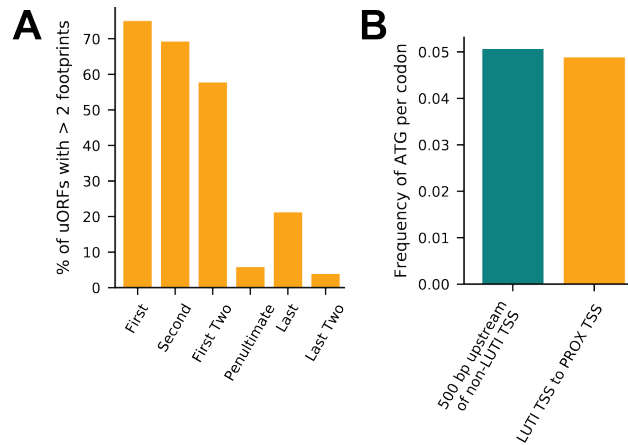 A
% of uORFs with > 2 footprints
70
60
50
40
30
20
10
0
First
Second
First Two
Penultimate
Last
Last Two
B
Frequency of ATG per codon
0.05
0.04
0.03
0.02
0.01
0.00
500 bp upstream
of non-LUTI TSS
LUTI TSS to PROX TSS